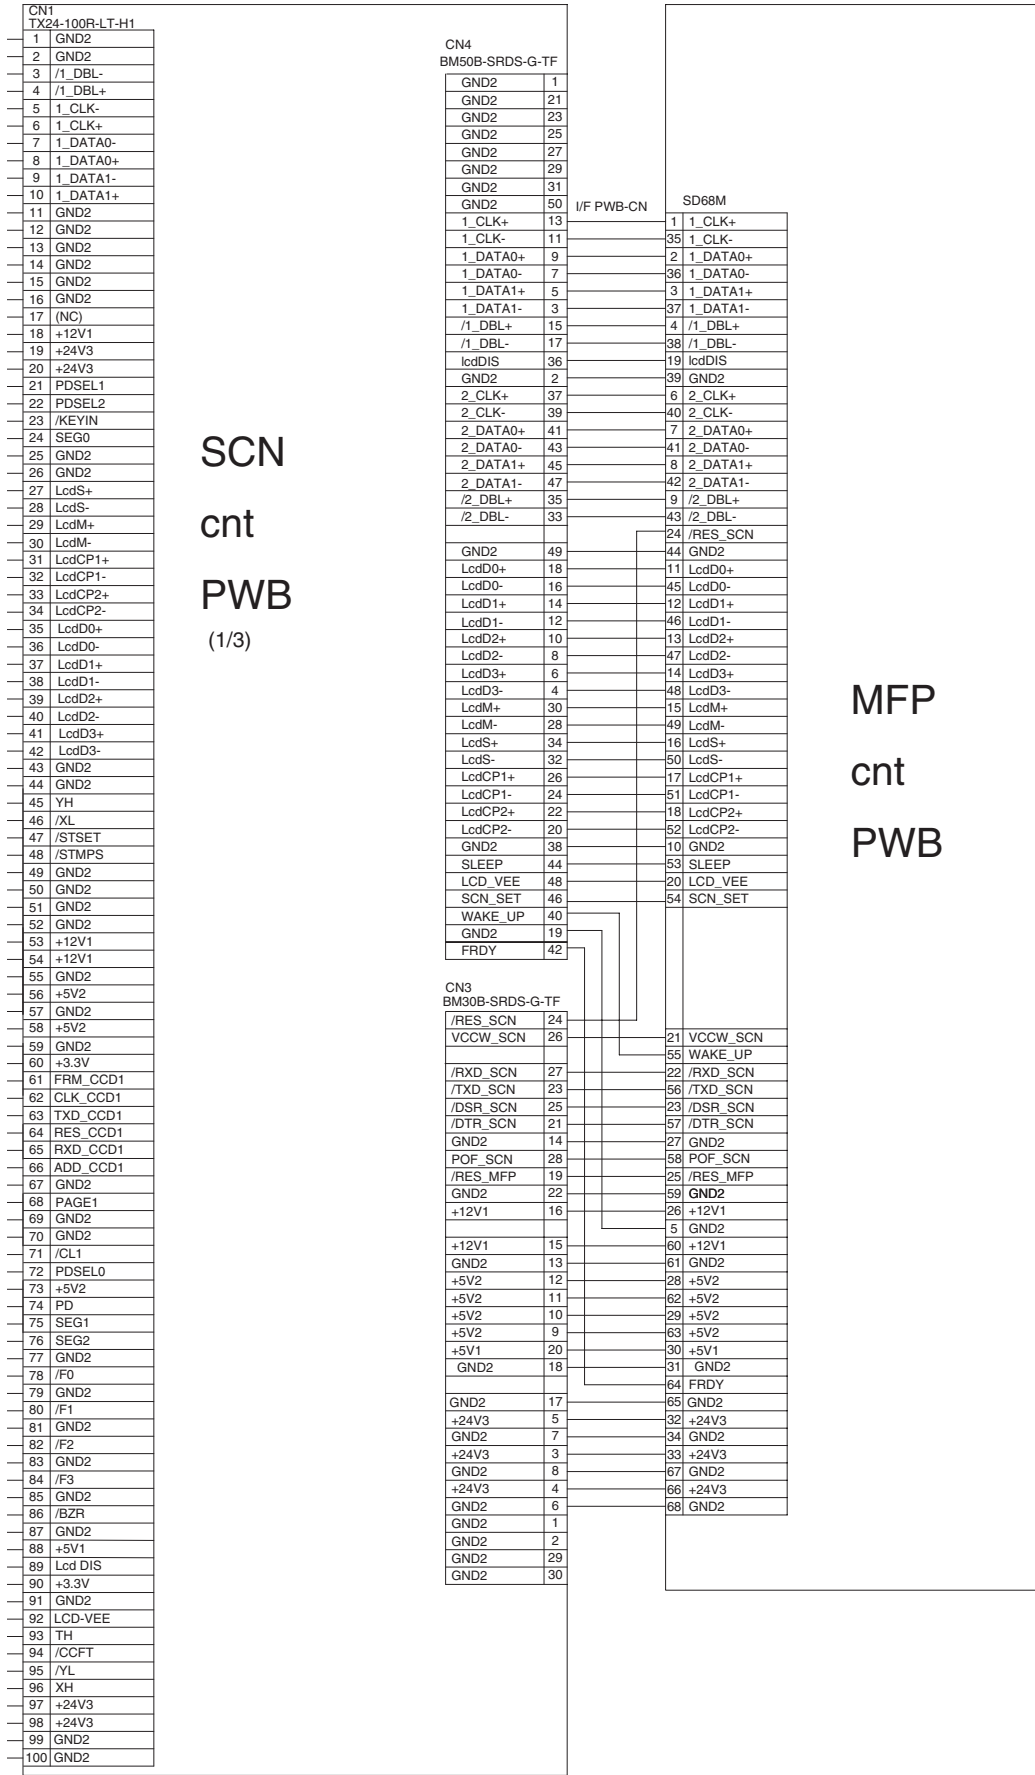 CN1
TX24-100R-LT-H1
1 GND2
2 GND2
3 /1_DBL-
4 /1_DBL+
5 1_CLK-
6 1_CLK+
7 1_DATA0-
8 1_DATA0+
9 1_DATA1-
10 1_DATA1+
11 GND2
12 GND2
13 GND2
14 GND2
15 GND2
16 GND2
17 (NC)
18 +12V1
19 +24V3
20 +24V3
21 PDSEL1
22 PDSEL2
23 /KEYIN
24 SEG0
25 GND2
26 GND2
27 LcdS+
28 LcdS-
29 LcdM+
30 LcdM-
31 LcdCP1+
32 LcdCP1-
33 LcdCP2+
34 LcdCP2-
35 LcdD0+
36 LcdD0-
37 LcdD1+
38 LcdD1-
39 LcdD2+
40 LcdD2-
41 LcdD3+
42 LcdD3-
43 GND2
44 GND2
45 YH
46 /XL
47 /STSET
48 /STMPS
49 GND2
50 GND2
51 GND2
52 GND2
53 +12V1
54 +12V1
55 GND2
56 +5V2
57 GND2
58 +5V2
59 GND2
60 +3.3V
61 FRM_CCD1
62 CLK_CCD1
63 TXD_CCD1
64 RES_CCD1
65 RXD_CCD1
66 ADD_CCD1
67 GND2
68 PAGE1
69 GND2
70 GND2
71 /CL1
72 PDSEL0
73 +5V2
74 PD
75 SEG1
76 SEG2
77 GND2
78 /F0
79 GND2
80 /F1
81 GND2
82 /F2
83 GND2
84 /F3
85 GND2
86 /BZR
87 GND2
88 +5V1
89 Lcd DIS
90 +3.3V
91 GND2
92 LCD-VEE
93 TH
94 /CCFT
95 /YL
96 XH
97 +24V3
98 +24V3
99 GND2
100 GND2
SCN
cnt
PWB
(1/3)
CN4
BM50B-SRDS-G-TF
GND2 1
GND2 21
GND2 23
GND2 25
GND2 27
GND2 29
GND2 31
GND2 50
1_CLK+ 13
1_CLK- 11
1_DATA0+ 9
1_DATA0- 7
1_DATA1+ 5
1_DATA1- 3
/1_DBL+ 15
/1_DBL- 17
lcdDIS 36
GND2 2
2_CLK+ 37
2_CLK- 39
2_DATA0+ 41
2_DATA0- 43
2_DATA1+ 45
2_DATA1- 47
/2_DBL+ 35
/2_DBL- 33
GND2 49
LcdD0+ 18
LcdD0- 16
LcdD1+ 14
LcdD1- 12
LcdD2+ 10
LcdD2- 8
LcdD3+ 6
LcdD3- 4
LcdM+ 30
LcdM- 28
LcdS+ 34
LcdS- 32
LcdCP1+ 26
LcdCP1- 24
LcdCP2+ 22
LcdCP2- 20
GND2 38
SLEEP 44
LCD_VEE 48
SCN_SET 46
WAKE_UP 40
GND2 19
FRDY 42
CN3
BM30B-SRDS-G-TF
/RES_SCN 24
VCCW_SCN 26
/RXD_SCN 27
/TXD_SCN 23
/DSR_SCN 25
/DTR_SCN 21
GND2 14
POF_SCN 28
/RES_MFP 19
GND2 22
+12V1 16
+12V1 15
GND2 13
+5V2 12
+5V2 11
+5V2 10
+5V2 9
+5V1 20
GND2 18
GND2 17
+24V3 5
GND2 7
+24V3 3
GND2 8
+24V3 4
GND2 6
GND2 1
GND2 2
GND2 29
GND2 30
I/F PWB-CN
SD68M
1 1_CLK+
35 1_CLK-
2 1_DATA0+
36 1_DATA0-
3 1_DATA1+
37 1_DATA1-
4 /1_DBL+
38 /1_DBL-
19 lcdDIS
39 GND2
6 2_CLK+
40 2_CLK-
7 2_DATA0+
41 2_DATA0-
8 2_DATA1+
42 2_DATA1-
9 /2_DBL+
43 /2_DBL-
24 /RES_SCN
44 GND2
11 LcdD0+
45 LcdD0-
12 LcdD1+
46 LcdD1-
13 LcdD2+
47 LcdD2-
14 LcdD3+
48 LcdD3-
15 LcdM+
49 LcdM-
16 LcdS+
50 LcdS-
17 LcdCP1+
51 LcdCP1-
18 LcdCP2+
52 LcdCP2-
10 GND2
53 SLEEP
20 LCD_VEE
54 SCN_SET
21 VCCW_SCN
55 WAKE_UP
22 /RXD_SCN
56 /TXD_SCN
23 /DSR_SCN
57 /DTR_SCN
27 GND2
58 POF_SCN
25 /RES_MFP
59 GND2
26 +12V1
5 GND2
60 +12V1
61 GND2
28 +5V2
62 +5V2
29 +5V2
63 +5V2
30 +5V1
31 GND2
64 FRDY
65 GND2
32 +24V3
34 GND2
33 +24V3
67 GND2
66 +24V3
68 GND2
MFP
cnt
PWB